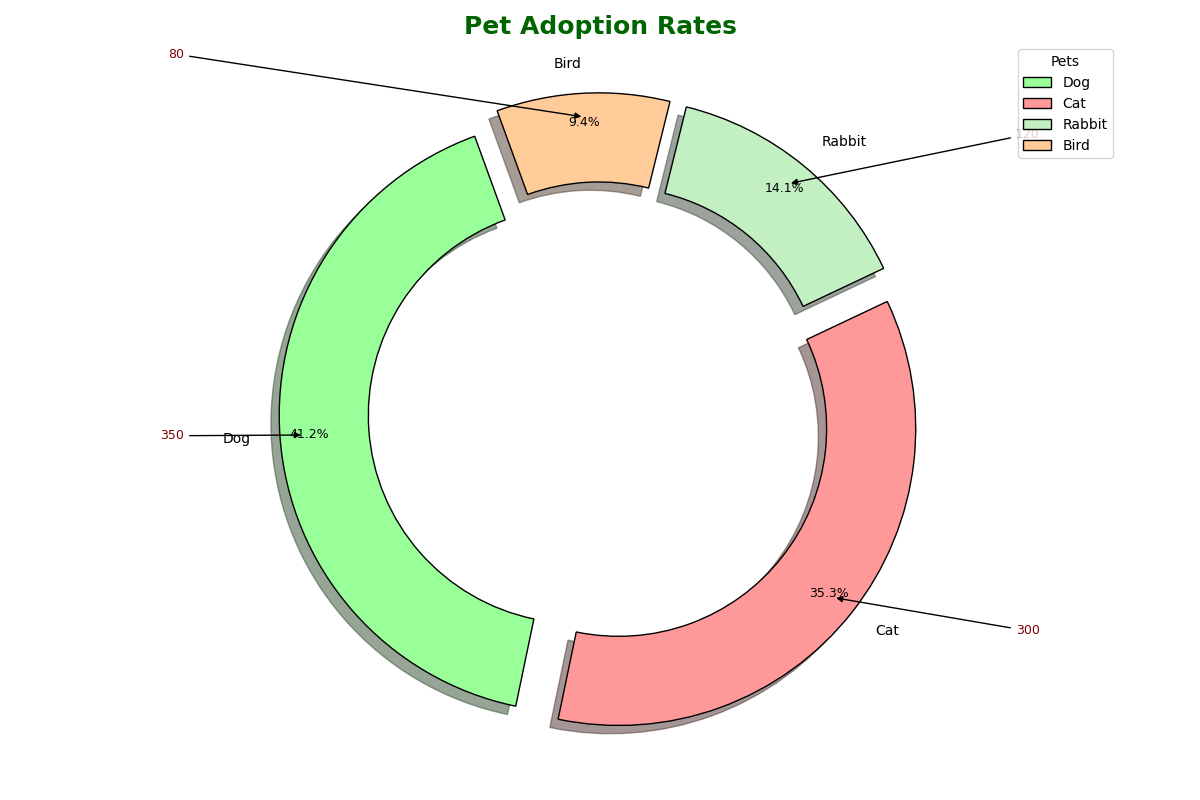 Pet Adoption Rates
80
Bird
9.4%
Rabbit
14.1%
120
Pets
Dog
Cat
Rabbit
Bird
350
Dog
41.2%
35.3%
Cat
300